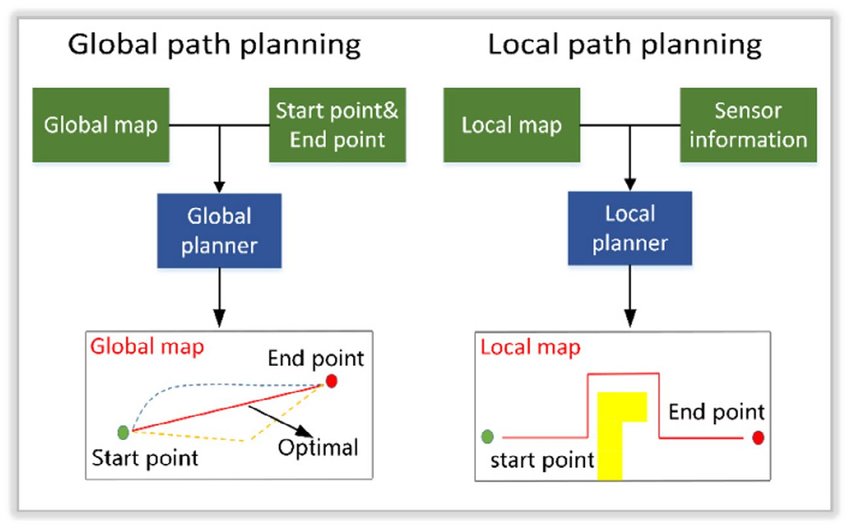 Global path planning
Global map
Start point&
End point
Global
planner
Global map
End point
Start point
Optimal
Local path planning
Local map
Sensor
information
Local
planner
Local map
End point
start point